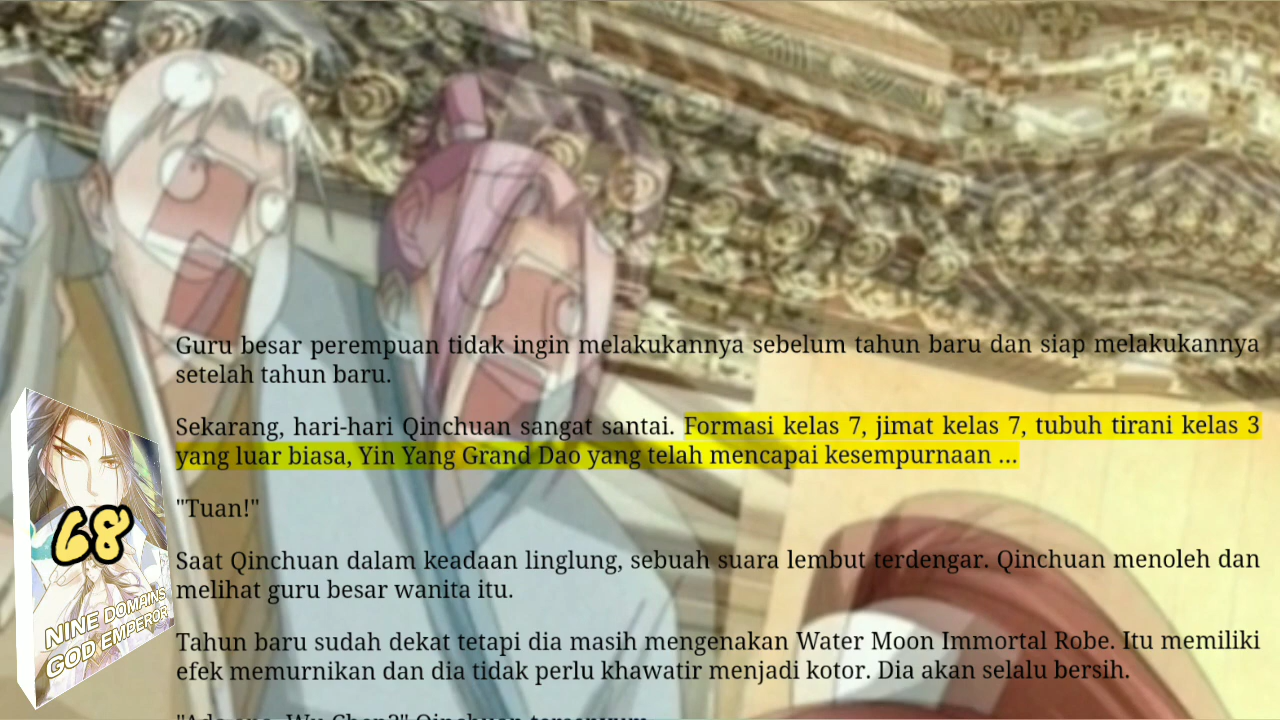 Guru besar perempuan tidak ingin melakukannya sebelum tahun baru dan siap melakukannya
setelah tahun baru.
Sekarang, hari-hari Qinchuan sangat santai. Formasi kelas 7, jimat kelas 7, tubuh tirani kelas 3
yang luar biasa, Yin Yang Grand Dao yang telah mencapai kesempurnaan ...
"Tuan!"
Saat Qinchuan dalam keadaan linglung, sebuah suara lembut terdengar. Qinchuan menoleh dan
melihat guru besar wanita itu.
Tahun baru sudah dekat tetapi dia masih mengenakan Water Moon Immortal Robe. Itu memiliki
efek memurnikan dan dia tidak perlu khawatir menjadi kotor. Dia akan selalu bersih.
68
NINE DOMAINS
GOD EMPEROR